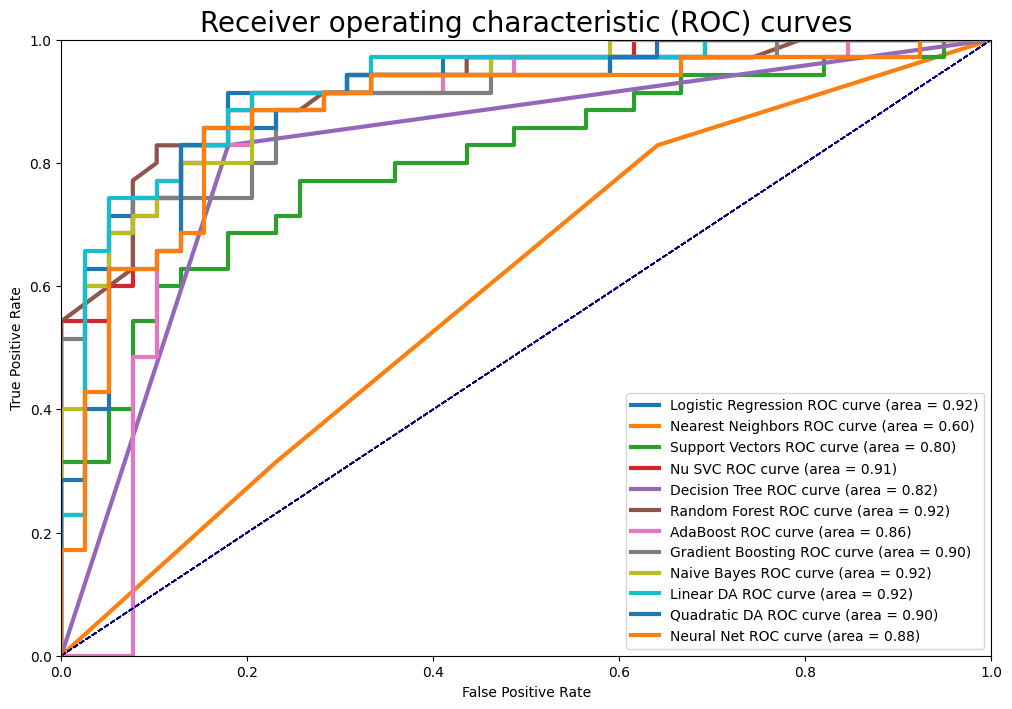 Receiver operating characteristic (ROC) curves
1.0
0.8
0.6
0.4
0.2
0.0
True Positive Rate
Logistic Regression ROC curve (area = 0.92)
Nearest Neighbors ROC curve (area = 0.60)
Support Vectors ROC curve (area = 0.80)
Nu SVC ROC curve (area = 0.91)
Decision Tree ROC curve (area = 0.82)
Random Forest ROC curve (area = 0.92)
AdaBoost ROC curve (area = 0.86)
Gradient Boosting ROC curve (area = 0.90)
Naive Bayes ROC curve (area = 0.92)
Linear DA ROC curve (area = 0.92)
Quadratic DA ROC curve (area = 0.90)
Neural Net ROC curve (area = 0.88)
0.0 0.2 0.4 0.6 0.8 1.0
False Positive Rate